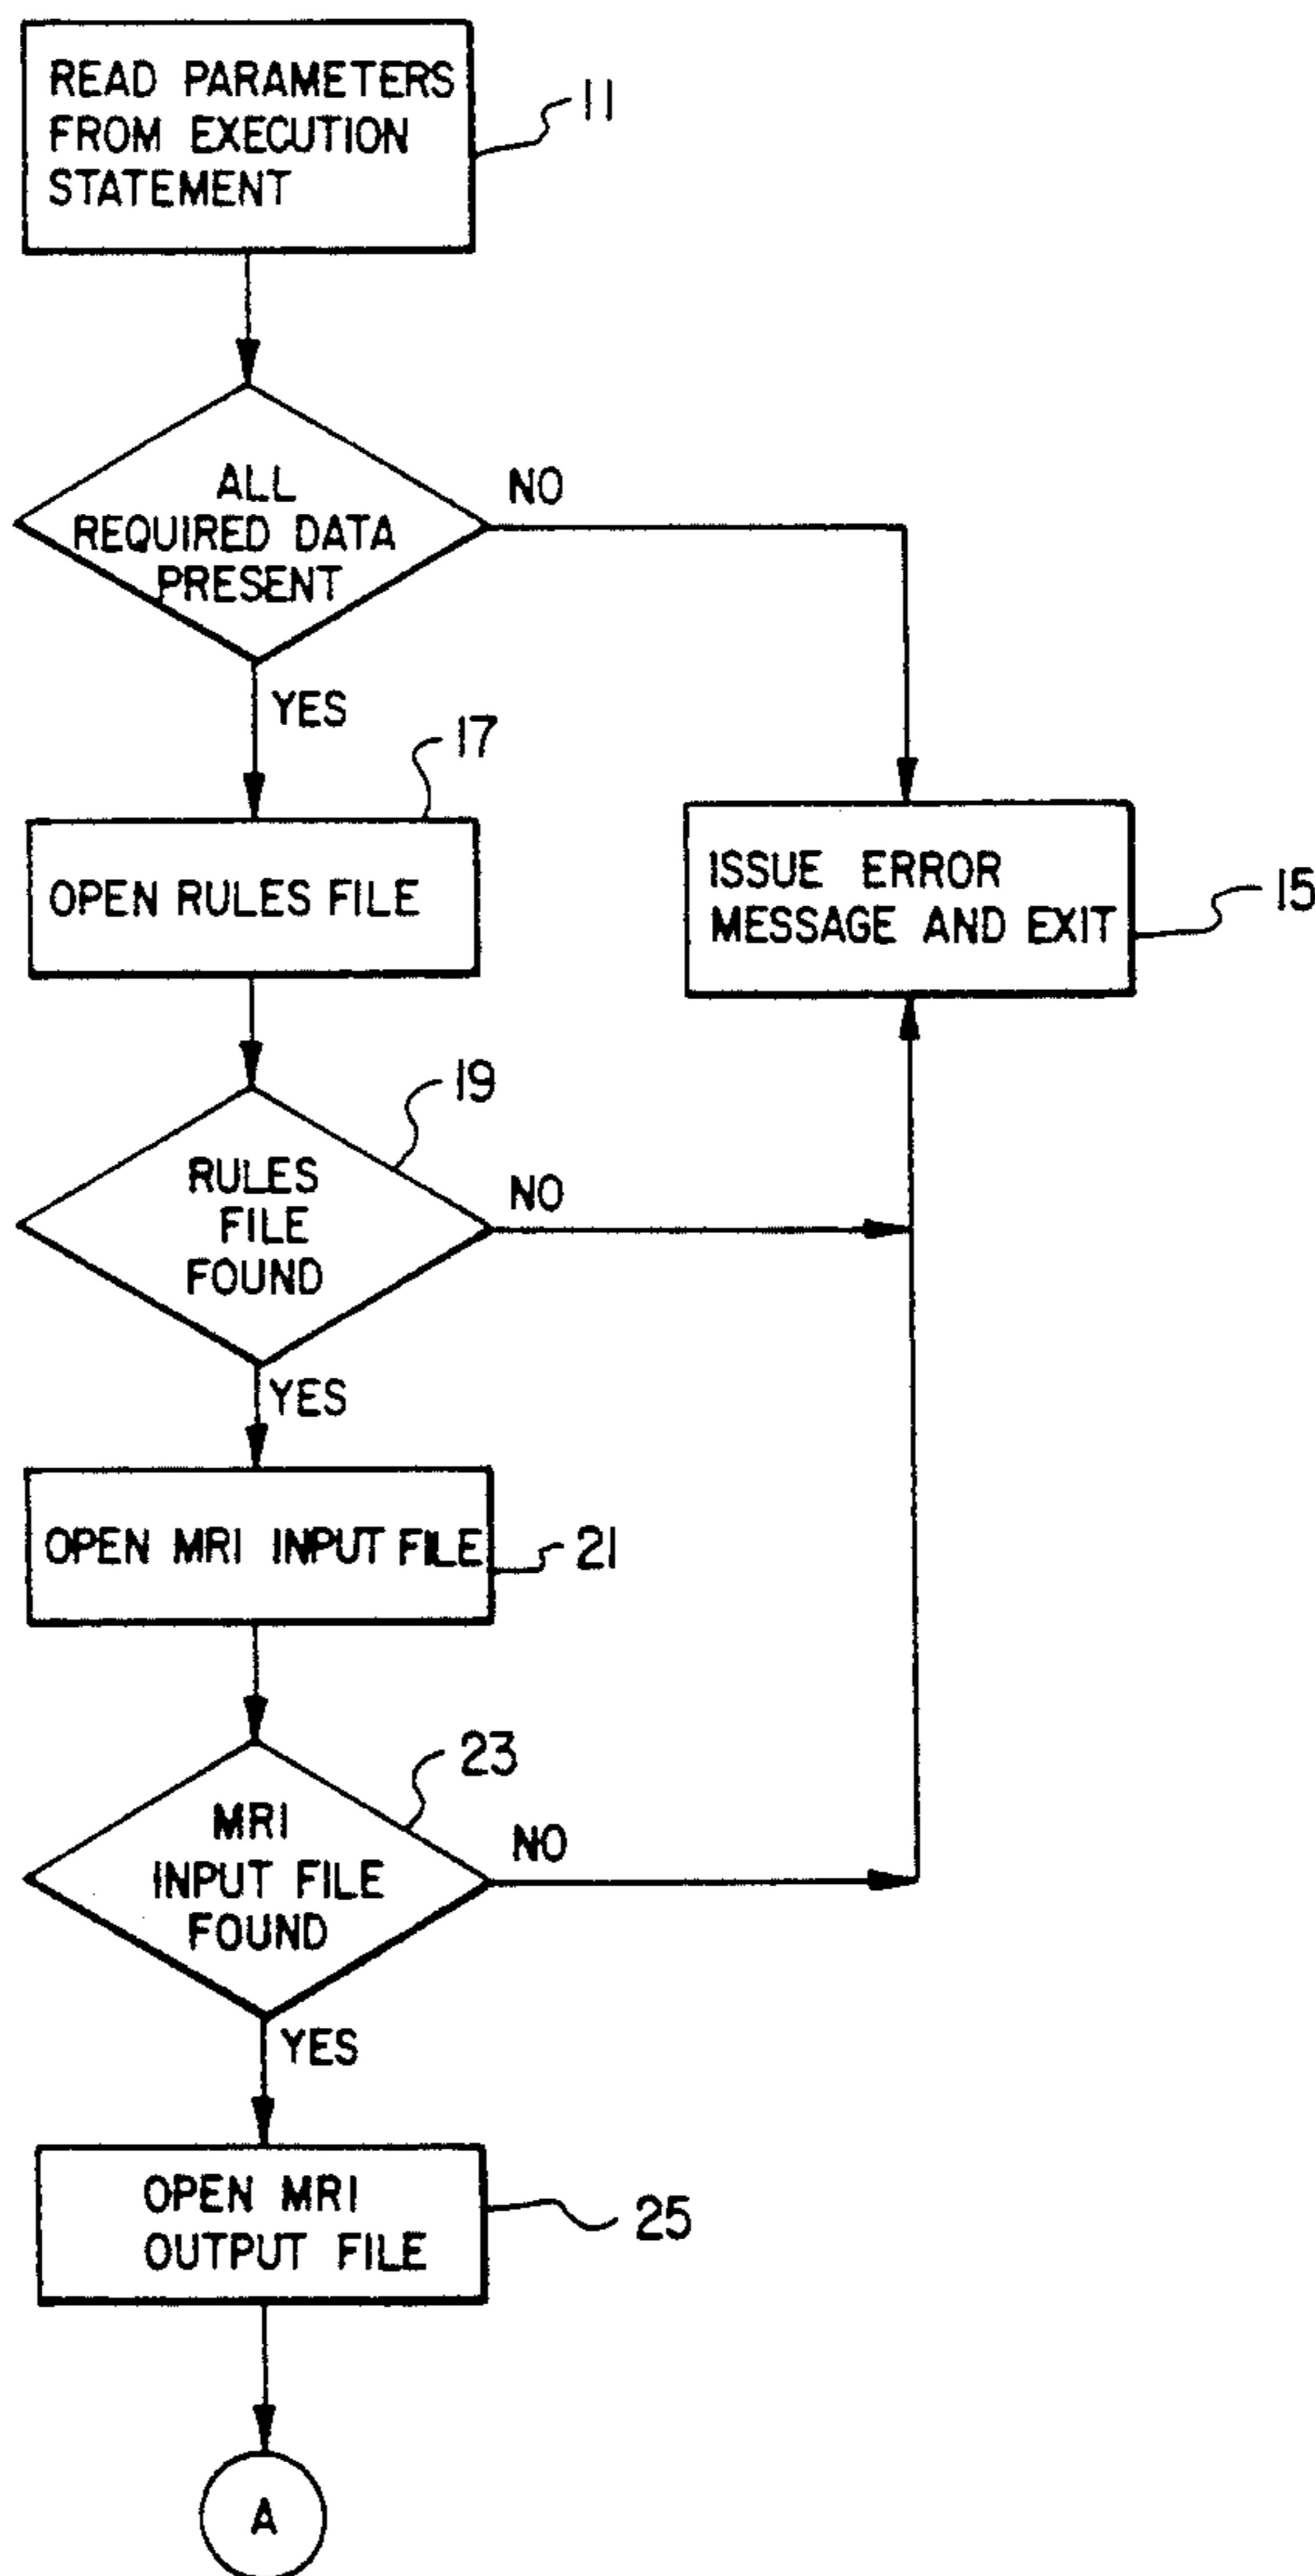 READ PARAMETERS
FROM EXECUTION
STATEMENT
11
ALL
REQUIRED DATA
PRESENT
NO
YES
17
OPEN RULES FILE
ISSUE ERROR
MESSAGE AND EXIT
15
19
RULES
FILE
FOUND
NO
YES
OPEN MRI INPUT FILE
21
23
MRI
INPUT FILE
FOUND
NO
YES
OPEN MRI
OUTPUT FILE
25
A